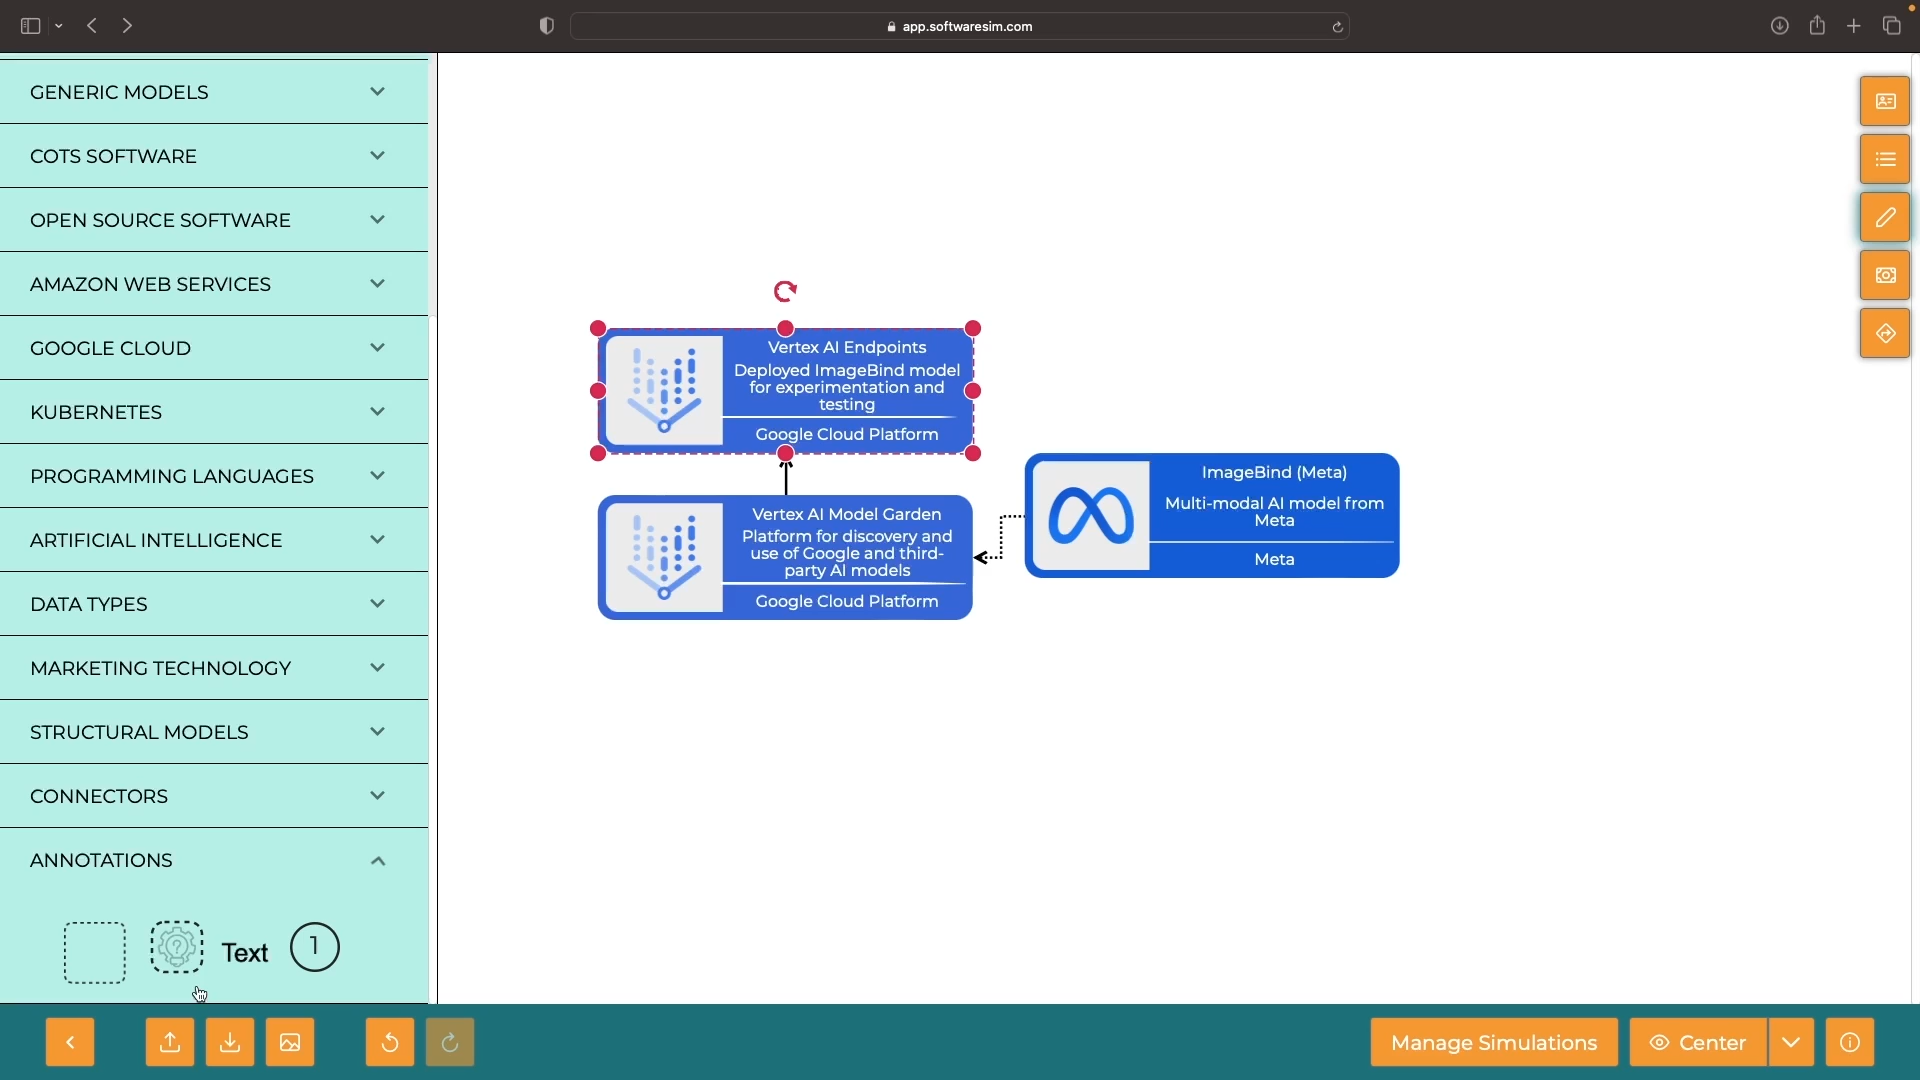 app.softwaresim.com
GENERIC MODELS
COTS SOFTWARE
OPEN SOURCE SOFTWARE
AMAZON WEB SERVICES
GOOGLE CLOUD
KUBERNETES
PROGRAMMING LANGUAGES
ARTIFICIAL INTELLIGENCE
DATA TYPES
MARKETING TECHNOLOGY
STRUCTURAL MODELS
CONNECTORS
ANNOTATIONS
?
Text
1
Vertex AI Endpoints
Deployed ImageBind model
for experimentation and
testing
Google Cloud Platform
Vertex AI Model Garden
Platform for discovery and
use of Google and third-
party AI models
Google Cloud Platform
ImageBind (Meta)
Multi-modal AI model from
Meta
Meta
Manage Simulations
Center